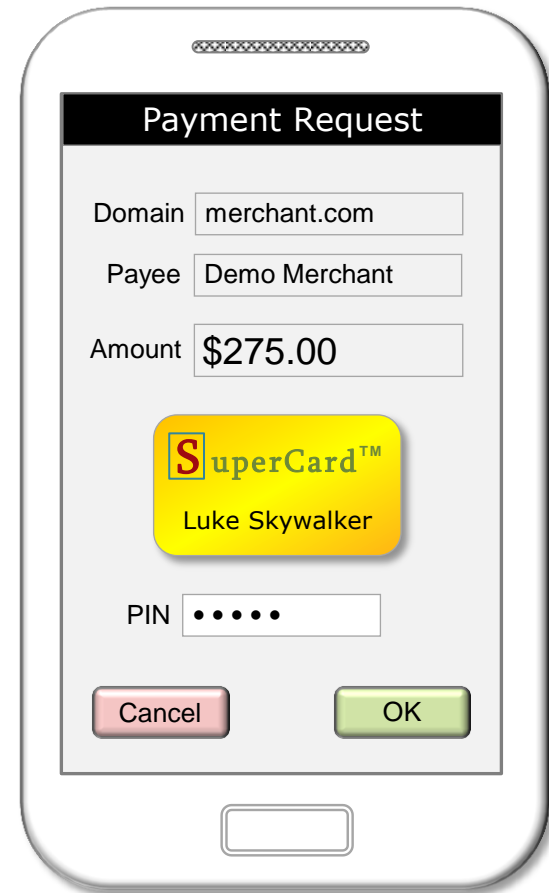 Payment Request
Domain merchant.com
Payee Demo Merchant
Amount $275.00
SuperCard™
Luke Skywalker
PIN •••••
Cancel OK